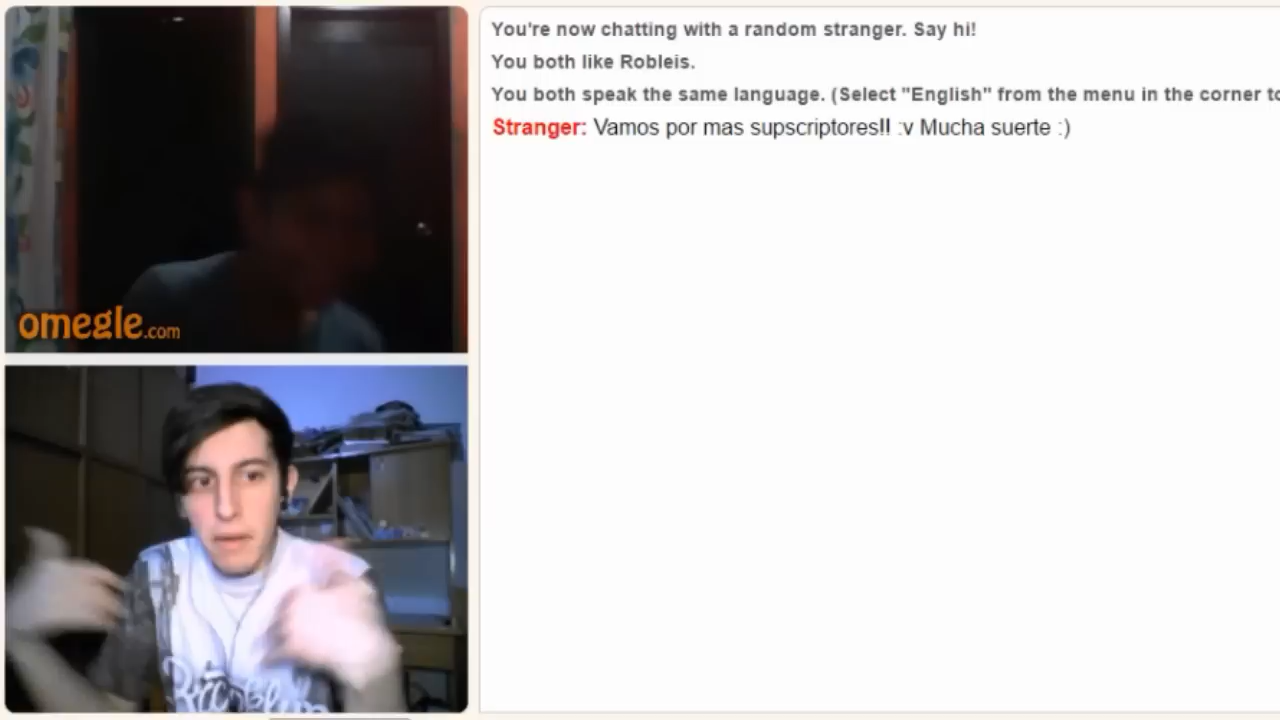 You're now chatting with a random stranger. Say hi!
You both like Robleis.
You both speak the same language. (Select "English" from the menu in the corner to
Stranger: Vamos por mas supscriptores!! :v Mucha suerte :)
omegle.com